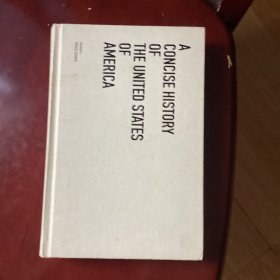 A
CONCISE HISTORY
OF
THE UNITED STATES
OF
AMERICA